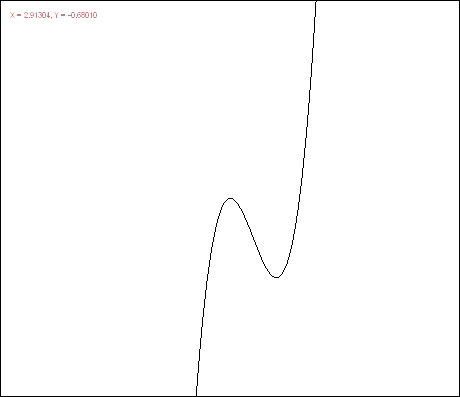 X = 2.91304, Y = -0.68010